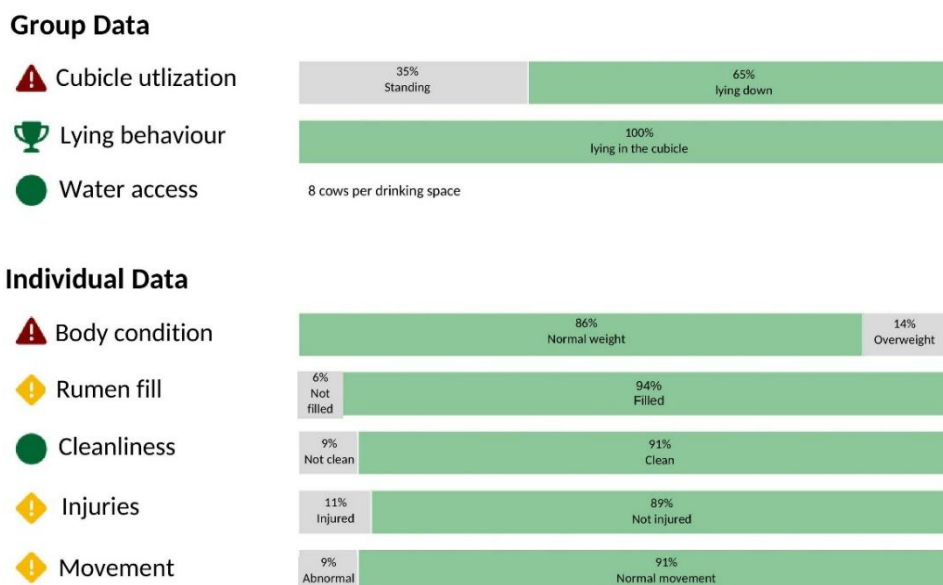 Group Data
Cubicle utlization
35%
Standing
65%
lying down
Lying behaviour
100%
lying in the cubicle
Water access
8 cows per drinking space
Individual Data
Body condition
86%
Normal weight
14%
Overweight
Rumen fill
6%
Not
filled
94%
Filled
Cleanliness
9%
Not clean
91%
Clean
Injuries
11%
Injured
89%
Not injured
Movement
9%
Abnormal
91%
Normal movement